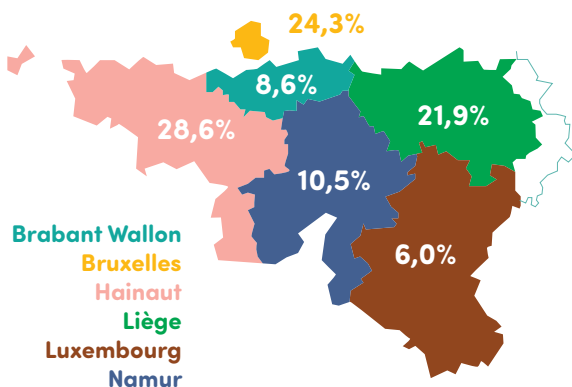 24,3%
8,6%
28,6%
21,9%
10,5%
6,0%
Brabant Wallon
Bruxelles
Hainaut
Liège
Luxembourg
Namur